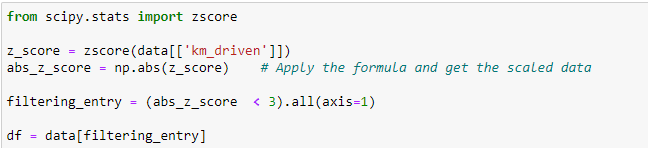 from scipy.stats import zscore
z_score = zscore(data[['km_driven']])
abs_z_score = np.abs(z_score)    # Apply the formula and get the scaled data
filtering_entry = (abs_z_score  < 3).all(axis=1)
df = data[filtering_entry]